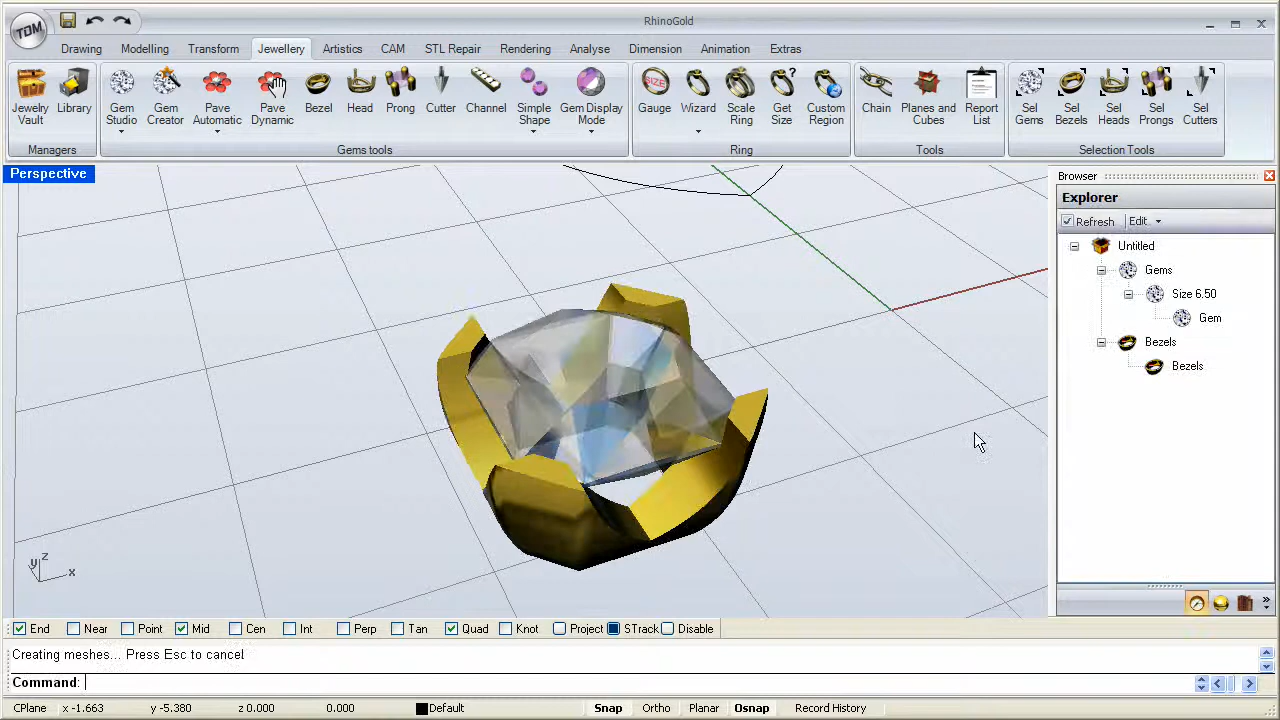 RhinoGold
TDM
Drawing Modelling Transform Jewellery Artistics CAM STL Repair Rendering Analyse Dimension Animation Extras
Jewelry Vault
Library
Gem Studio
Gem Creator
Pave Automatic
Pave Dynamic
Bezel
Head
Prong
Cutter
Channel
Simple Shape
Gem Display Mode
SIZE
Gauge
Wizard
Scale Ring
Get Size
Custom Region
Chain
Planes and Cubes
Report List
Sel Gems
Sel Bezels
Sel Heads
Sel Prongs
Sel Cutters
Managers
Gems tools
Ring
Tools
Selection Tools
Perspective
Browser
Explorer
Refresh Edit
Untitled
Gems
Size 6.50
Gem
Bezels
Bezels
z
y
x
End Near Point Mid Cen Int Perp Tan Quad Knot Project STrack Disable
Creating meshes... Press Esc to cancel
Command:
CPlane x -1.663 y -5.380 z 0.000 0.000 Default Snap Ortho Planar Osnap Record History